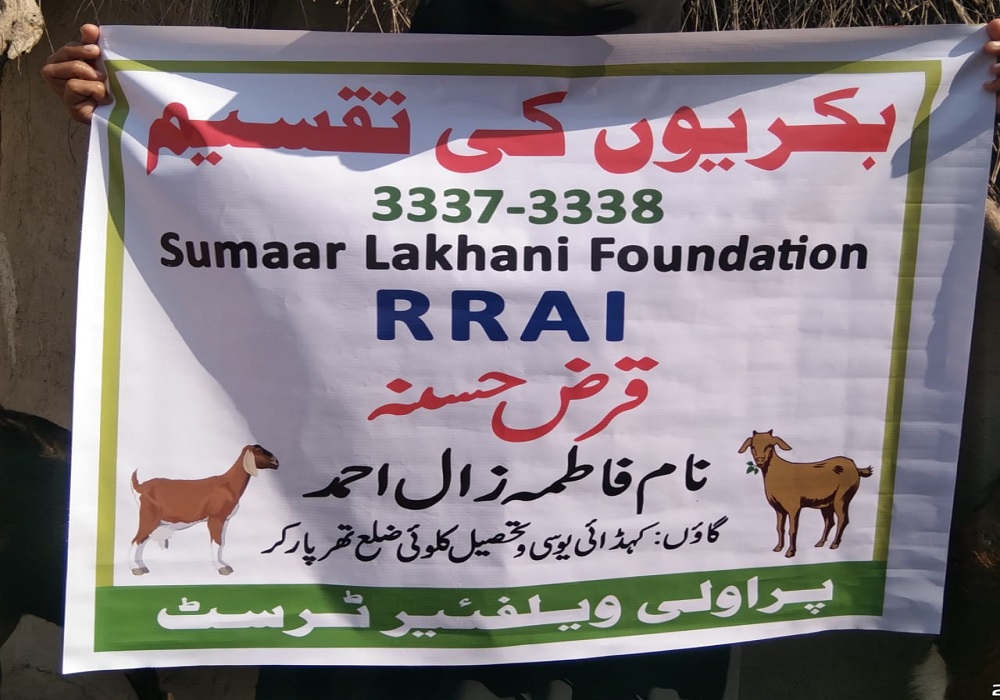 بکریوں کی تقسیم
3337-3338
Sumaar Lakhani Foundation
RRAI
قرض حسنہ
نام فاطمہ زال احمد
گاؤں: کہڈائی یوسی وتحصیل کلوئی ضلع تھرپارکر
پراولی ویلفئیر ٹرسٹ